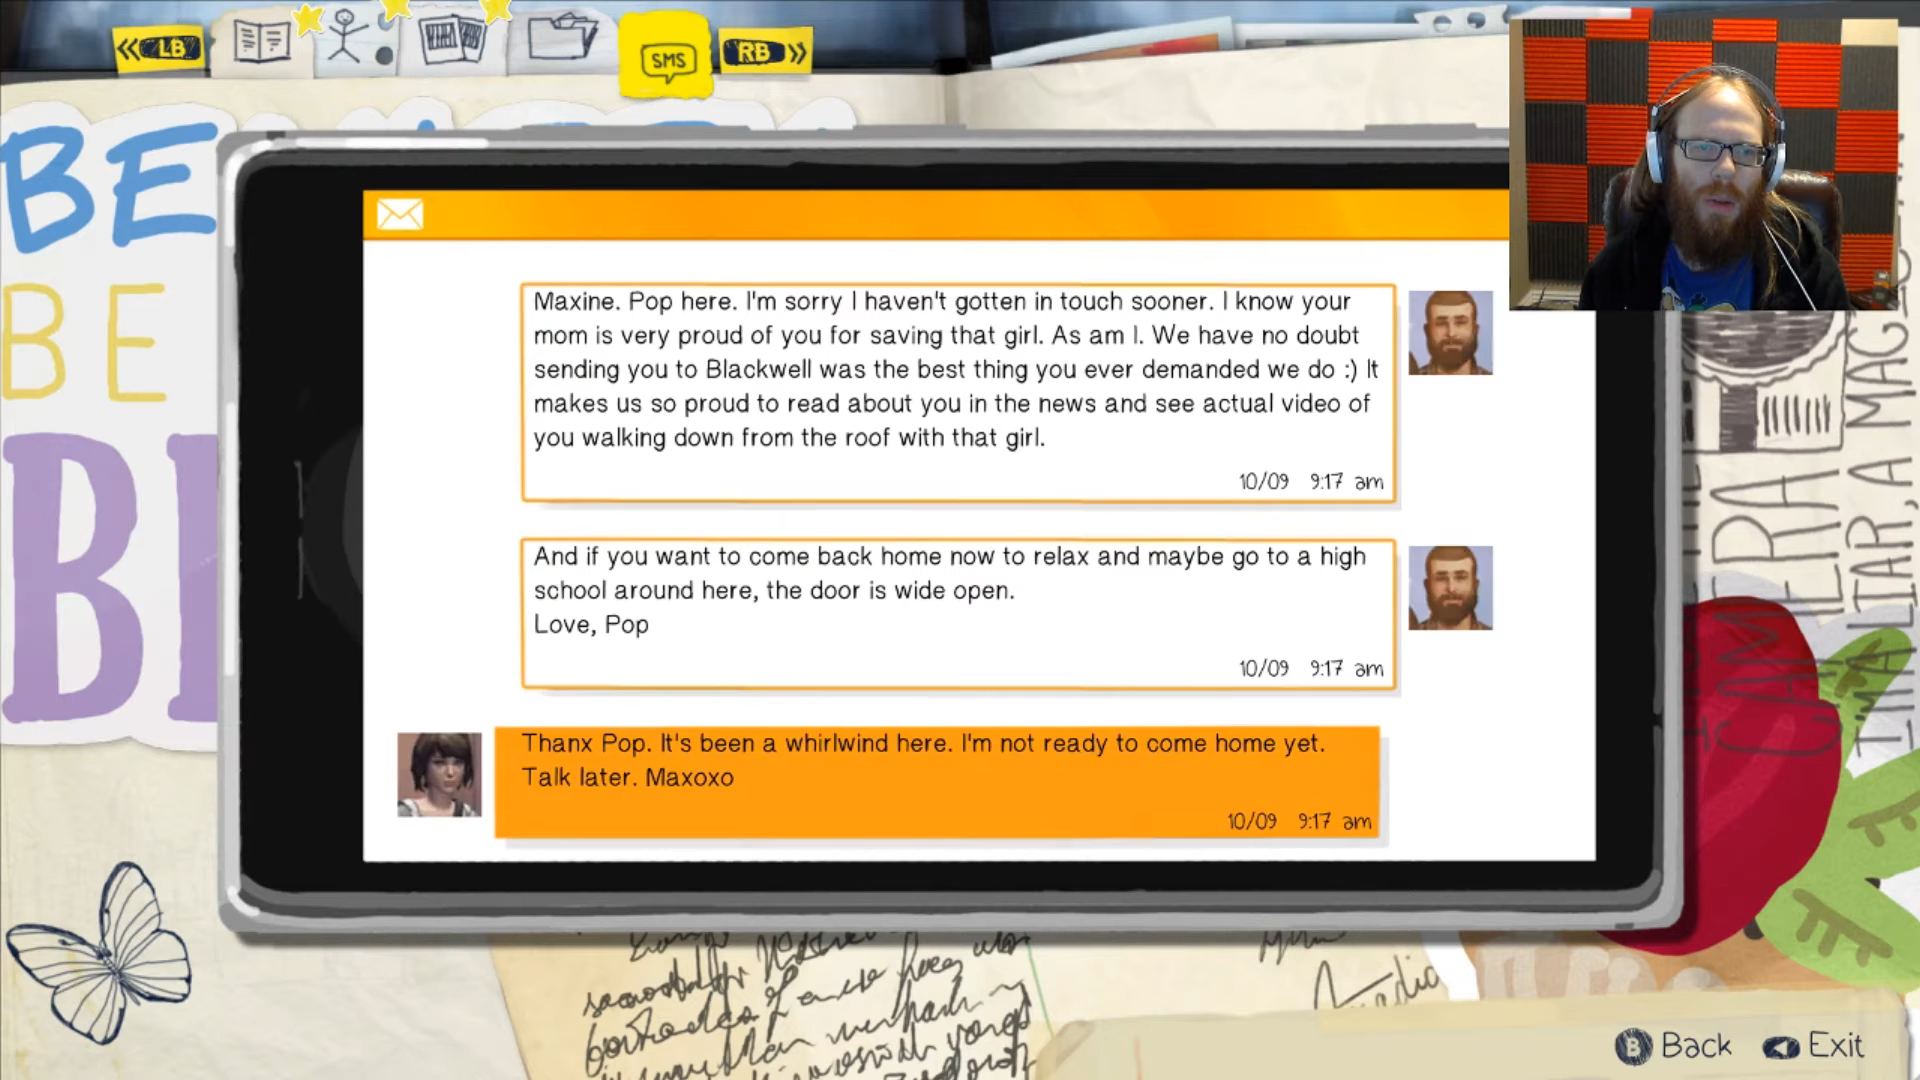 LB
SMS
RB
BE
BE
Maxine. Pop here. I'm sorry I haven't gotten in touch sooner. I know your
mom is very proud of you for saving that girl. As am I. We have no doubt
sending you to Blackwell was the best thing you ever demanded we do :) It
makes us so proud to read about you in the news and see actual video of
you walking down from the roof with that girl.
10/09 9:17 am
And if you want to come back home now to relax and maybe go to a high
school around here, the door is wide open.
Love, Pop
10/09 9:17 am
Thanx Pop. It's been a whirlwind here. I'm not ready to come home yet.
Talk later. Maxoxo
10/09 9:17 am
B Back
Exit